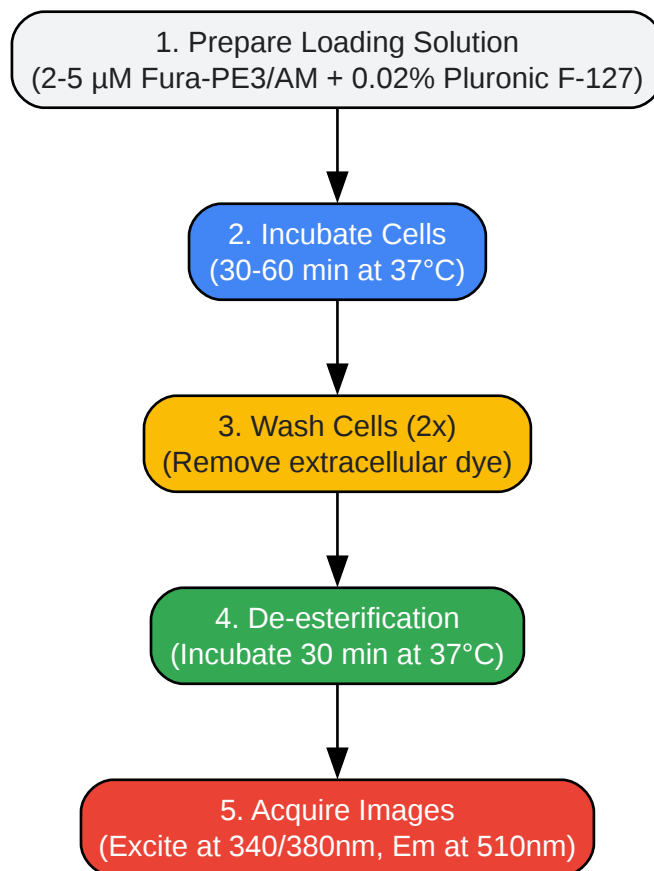 1. Prepare Loading Solution
(2-5 µM Fura-PE3/AM + 0.02% Pluronic F-127)
2. Incubate Cells
(30-60 min at 37°C)
3. Wash Cells (2x)
(Remove extracellular dye)
4. De-esterification
(Incubate 30 min at 37°C)
5. Acquire Images
(Excite at 340/380nm, Em at 510nm)